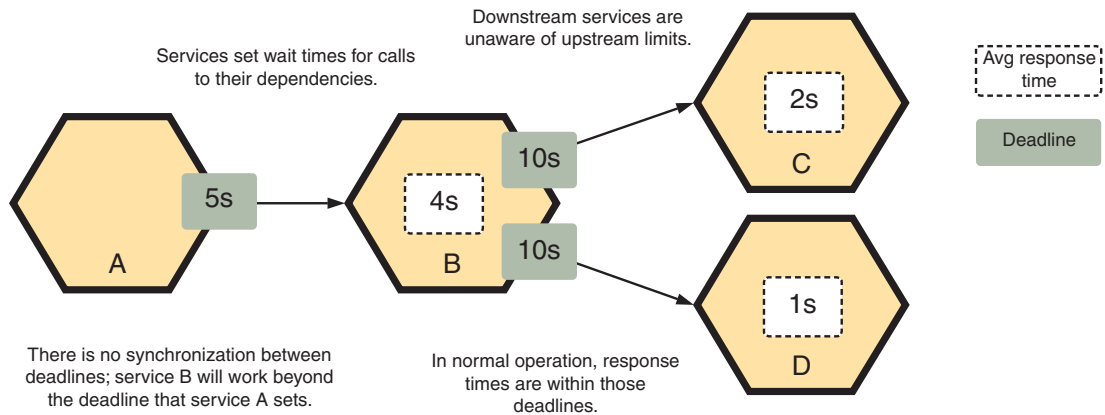 Services set wait times for calls
to their dependencies.
Downstream services are
unaware of upstream limits.
Avg response
time
Deadline
5s
A
4s
B
10s
10s
2s
C
1s
D
There is no synchronization between
deadlines; service B will work beyond
the deadline that service A sets.
In normal operation, response
times are within those
deadlines.